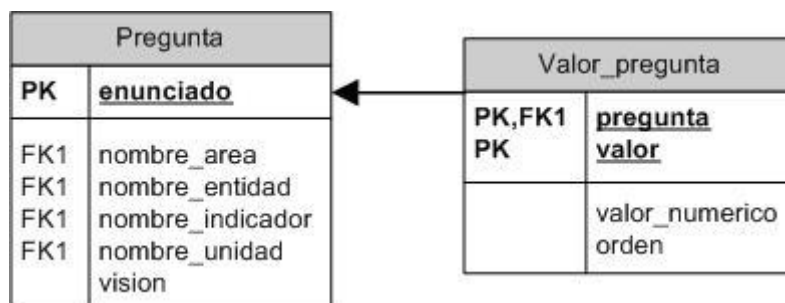 Pregunta
PK enunciado
FK1 nombre_area
FK1 nombre_entidad
FK1 nombre_indicador
FK1 nombre_unidad
vision
Valor_pregunta
PK,FK1 pregunta
PK valor
valor_numerico
orden